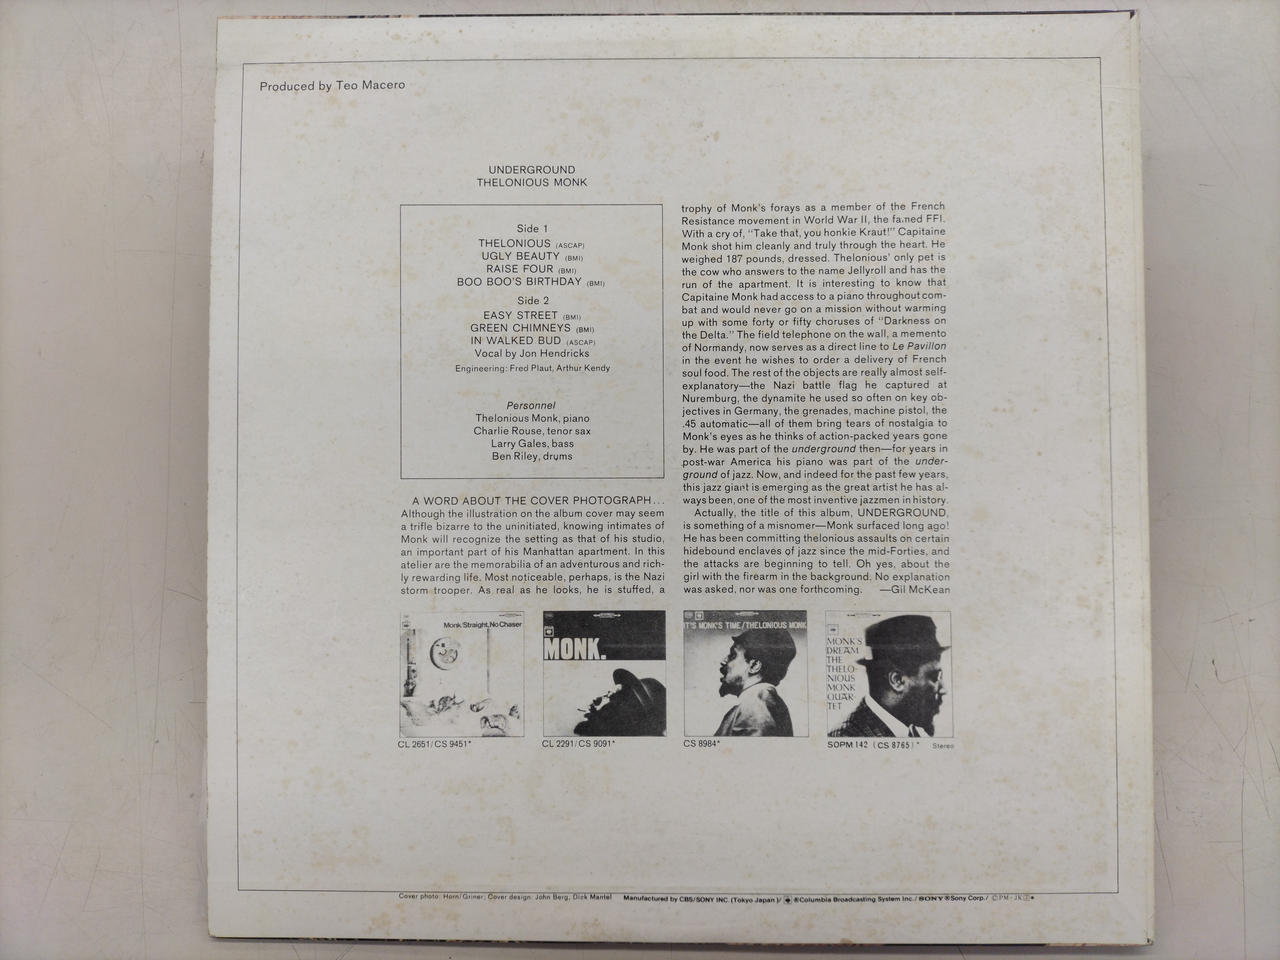 Produced by Teo Macero
UNDERGROUND
THELONIOUS MONK
Side 1
THELONIOUS (ASCAP)
UGLY BEAUTY (BMI)
RAISE FOUR (BMI)
BOO BOO'S BIRTHDAY (BMI)
Side 2
EASY STREET (BMI)
GREEN CHIMNEYS (BMI)
IN WALKED BUD (ASCAP)
Vocal by Jon Hendricks
Engineering: Fred Plaut, Arthur Kendy
Personnel
Thelonious Monk, piano
Charlie Rouse, tenor sax
Larry Gales, bass
Ben Riley, drums
A WORD ABOUT THE COVER PHOTOGRAPH...
Although the illustration on the album cover may seem
a trifle bizarre to the uninitiated, knowing intimates of
Monk will recognize the setting as that of his studio,
an important part of his Manhattan apartment. In this
atelier are the memorabilia of an adventurous and rich-
ly rewarding life. Most noticeable, perhaps, is the Nazi
storm trooper. As real as he looks, he is stuffed, a
trophy of Monk's forays as a member of the French
Resistance movement in World War II, the famed FFI.
With a cry of, "Take that, you honkie Kraut!" Capitaine
Monk shot him cleanly and truly through the heart. He
weighed 187 pounds, dressed. Thelonious' only pet is
the cow who answers to the name Jellyroll and has the
run of the apartment. It is interesting to know that
Capitaine Monk had access to a piano throughout com-
bat and would never go on a mission without warming
up with some forty or fifty choruses of "Darkness on
the Delta." The field telephone on the wall, a memento
of Normandy, now serves as a direct line to Le Pavillon
in the event he wishes to order a delivery of French
soul food. The rest of the objects are really almost self-
explanatory—the Nazi battle flag he captured at
Nuremburg, the dynamite he used so often on key ob-
jectives in Germany, the grenades, machine pistol, the
.45 automatic—all of them bring tears of nostalgia to
Monk's eyes as he thinks of action-packed years gone
by. He was part of the underground then—for years in
post-war America his piano was part of the under-
ground of jazz. Now, and indeed for the past few years,
this jazz giant is emerging as the great artist he has al-
ways been, one of the most inventive jazzmen in history.
Actually, the title of this album, UNDERGROUND,
is something of a misnomer—Monk surfaced long ago!
He has been committing thelonious assaults on certain
hidebound enclaves of jazz since the mid-Forties, and
the attacks are beginning to tell. Oh yes, about the
girl with the firearm in the background. No explanation
was asked, nor was one forthcoming. —Gil McKean
Monk/Straight, No Chaser
MONK.
IT'S MONK'S TIME/THELONIOUS MONK
MONK'S
DREAM
THE
THELO-
NIOUS
MONK
QUAR-
TET
CL 2651/CS 9451*
CL 2291/CS 9091*
CS 8984*
SOPM 142 (CS 8765)* Stereo
Cover photo: Horn/Griner; Cover design: John Berg, Dick Mantel Manufactured by CBS/SONY INC. (Tokyo Japan)/ ®Columbia Broadcasting System Inc./ SONY ®Sony Corp./